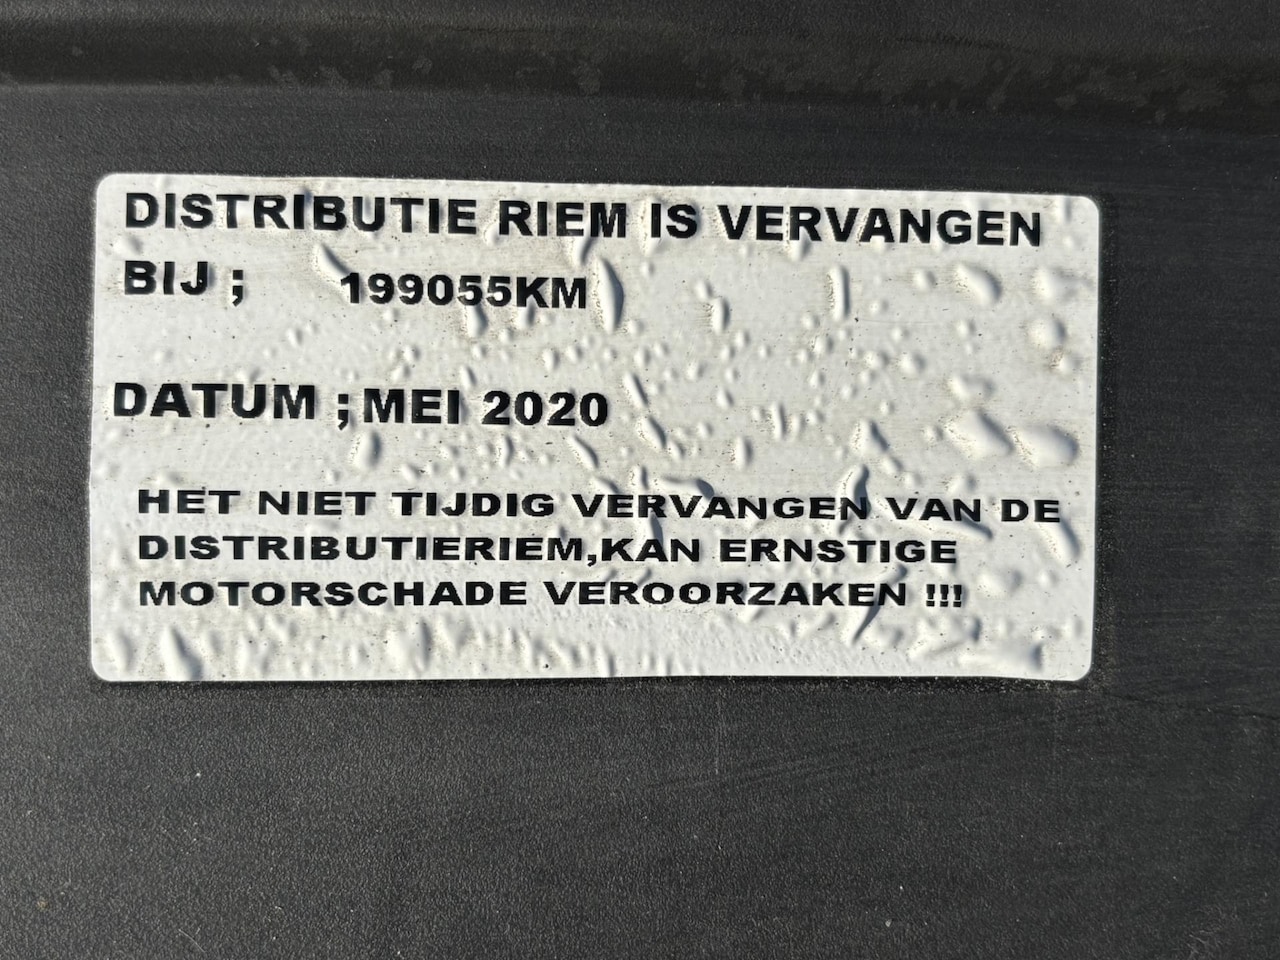 DISTRIBUTIE RIEM IS VERVANGEN
BIJ ; 199055KM
DATUM ; MEI 2020
HET NIET TIJDIG VERVANGEN VAN DE
DISTRIBUTIERIEM,KAN ERNSTIGE
MOTORSCHADE VEROORZAKEN !!!